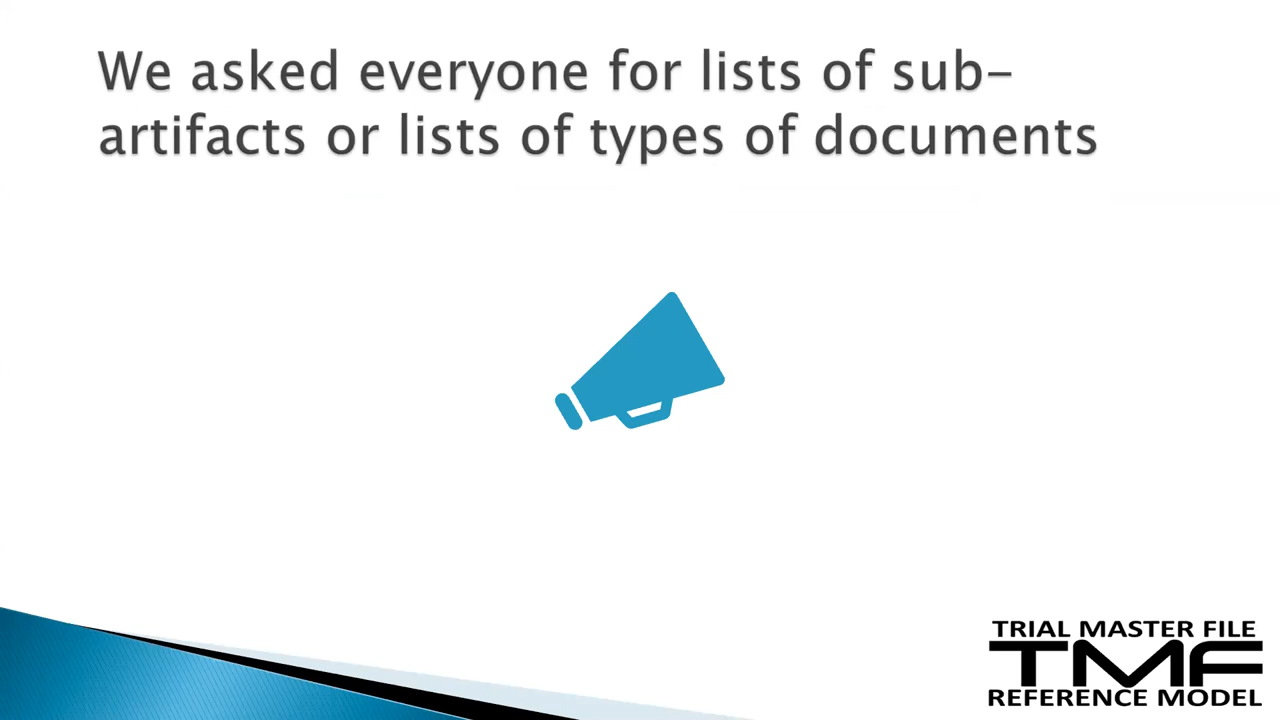 We asked everyone for lists of sub-
artifacts or lists of types of documents
TRIAL MASTER FILE
TMF
REFERENCE MODEL